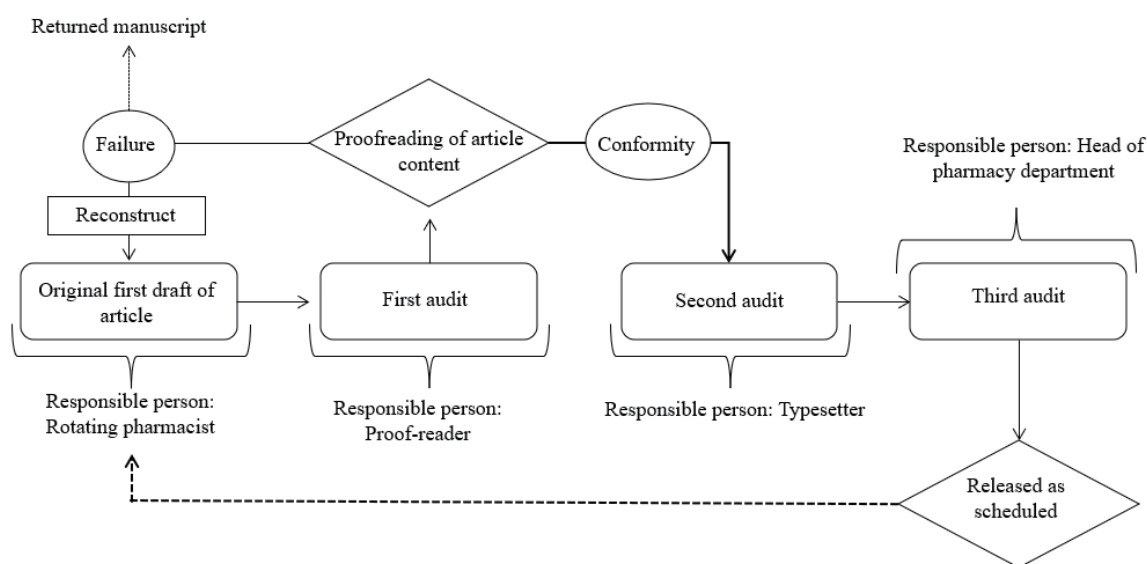 Returned manuscript
Failure
Proofreading of article
content
Conformity
Responsible person: Head of
pharmacy department
Reconstruct
Original first draft of
article
First audit
Second audit
Third audit
Responsible person:
Rotating pharmacist
Responsible person:
Proof-reader
Responsible person: Typesetter
Released as
scheduled